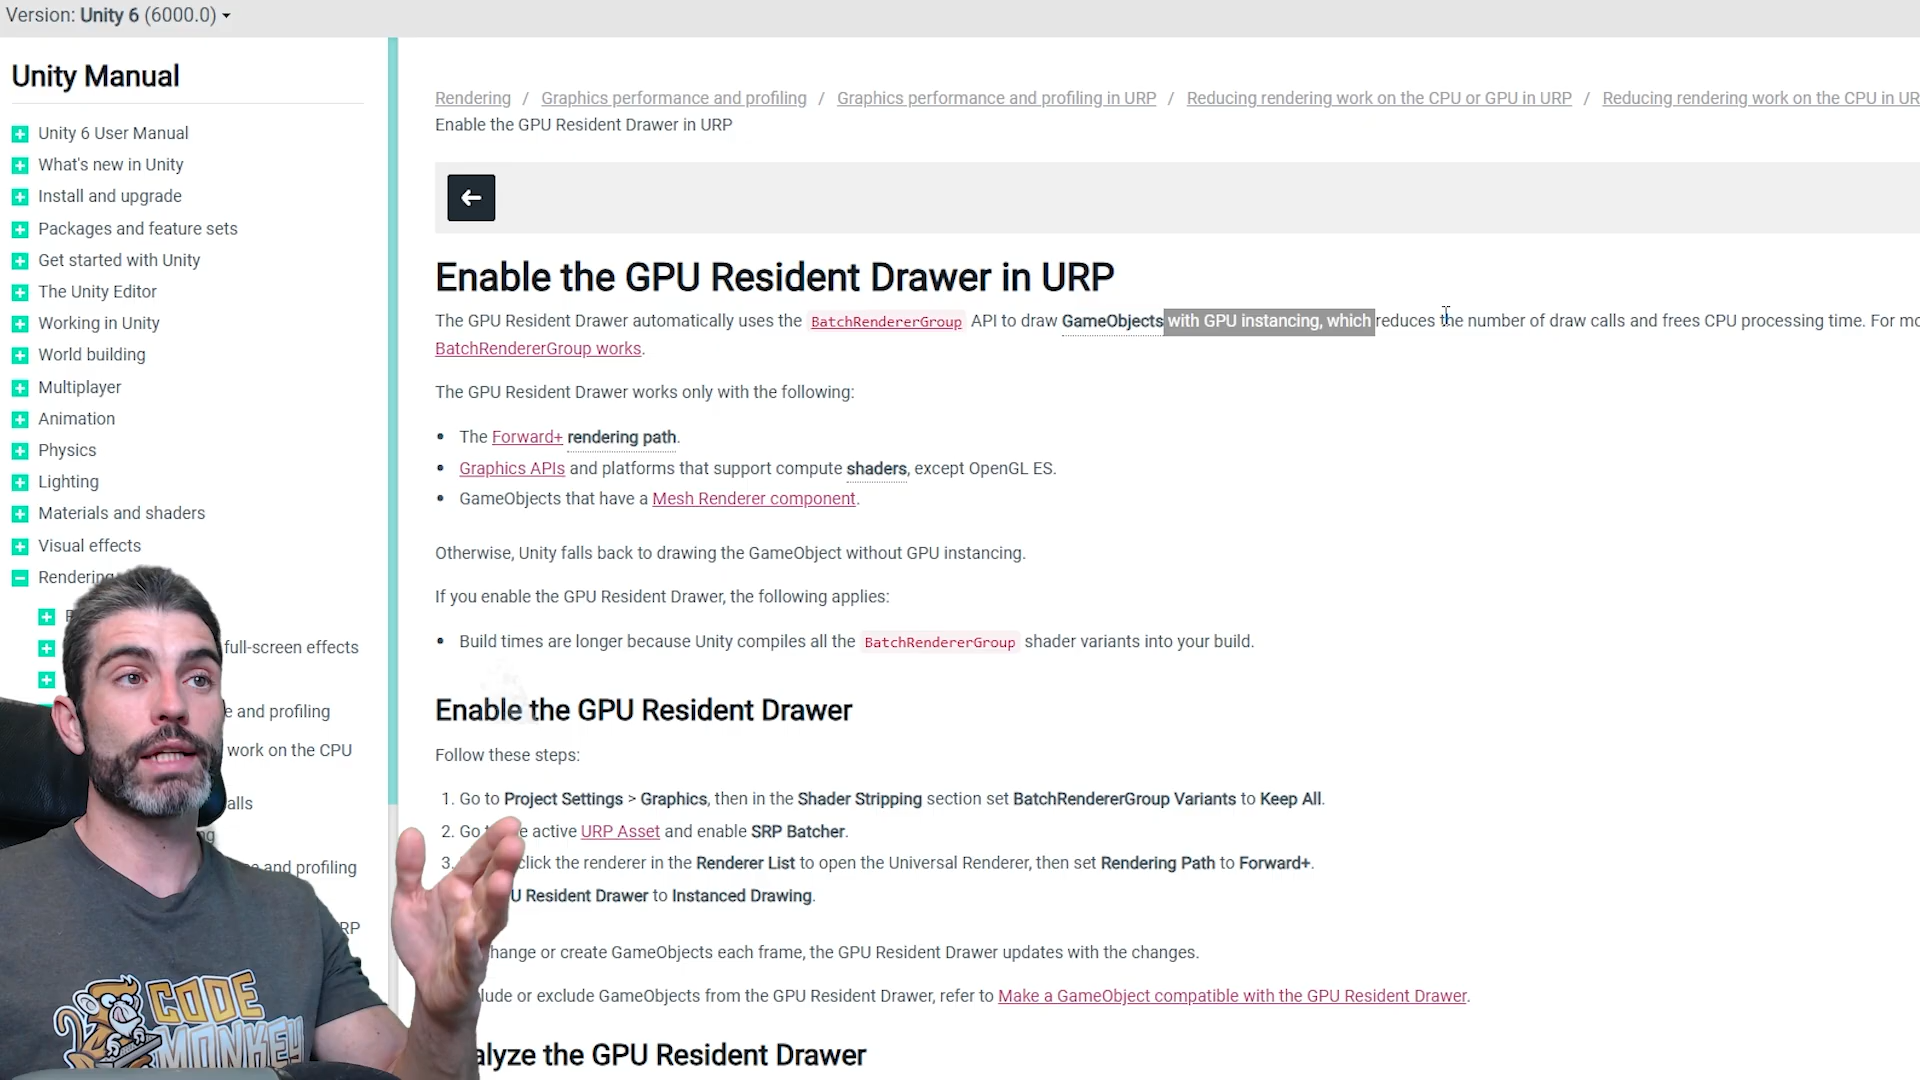 Version: Unity 6 (6000.0)
Unity Manual
Unity 6 User Manual
What's new in Unity
Install and upgrade
Packages and feature sets
Get started with Unity
The Unity Editor
Working in Unity
World building
Multiplayer
Animation
Physics
Lighting
Materials and shaders
Visual effects
Rendering
full-screen effects
e and profiling
work on the CPU
alls
ng
e and profiling
RP
Rendering / Graphics performance and profiling / Graphics performance and profiling in URP / Reducing rendering work on the CPU or GPU in URP / Reducing rendering work on the CPU in UR
Enable the GPU Resident Drawer in URP
Enable the GPU Resident Drawer in URP
The GPU Resident Drawer automatically uses the BatchRendererGroup API to draw GameObjects with GPU instancing, which reduces the number of draw calls and frees CPU processing time. For mo
BatchRendererGroup works.
The GPU Resident Drawer works only with the following:
• The Forward+ rendering path.
• Graphics APIs and platforms that support compute shaders, except OpenGL ES.
• GameObjects that have a Mesh Renderer component.
Otherwise, Unity falls back to drawing the GameObject without GPU instancing.
If you enable the GPU Resident Drawer, the following applies:
• Build times are longer because Unity compiles all the BatchRendererGroup shader variants into your build.
Enable the GPU Resident Drawer
Follow these steps:
1. Go to Project Settings > Graphics, then in the Shader Stripping section set BatchRendererGroup Variants to Keep All.
2. Go t e active URP Asset and enable SRP Batcher.
3. click the renderer in the Renderer List to open the Universal Renderer, then set Rendering Path to Forward+.
U Resident Drawer to Instanced Drawing.
hange or create GameObjects each frame, the GPU Resident Drawer updates with the changes.
lude or exclude GameObjects from the GPU Resident Drawer, refer to Make a GameObject compatible with the GPU Resident Drawer.
alyze the GPU Resident Drawer
CODE
MONKEY